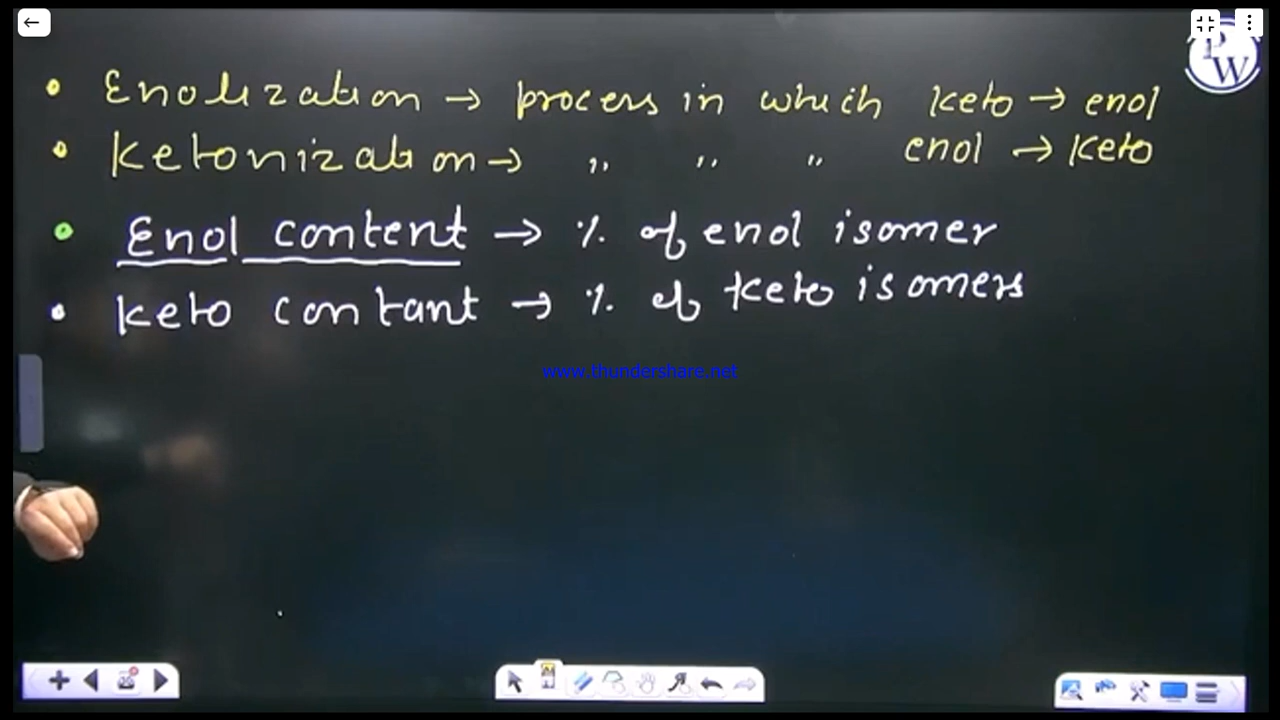 P
W
• Enolization → process in which keto → enol
• Ketonization → ,, ,, ,, enol → keto
• Enol content → % of enol isomer
• keto contant → % of keto isomers
www.thundershare.net